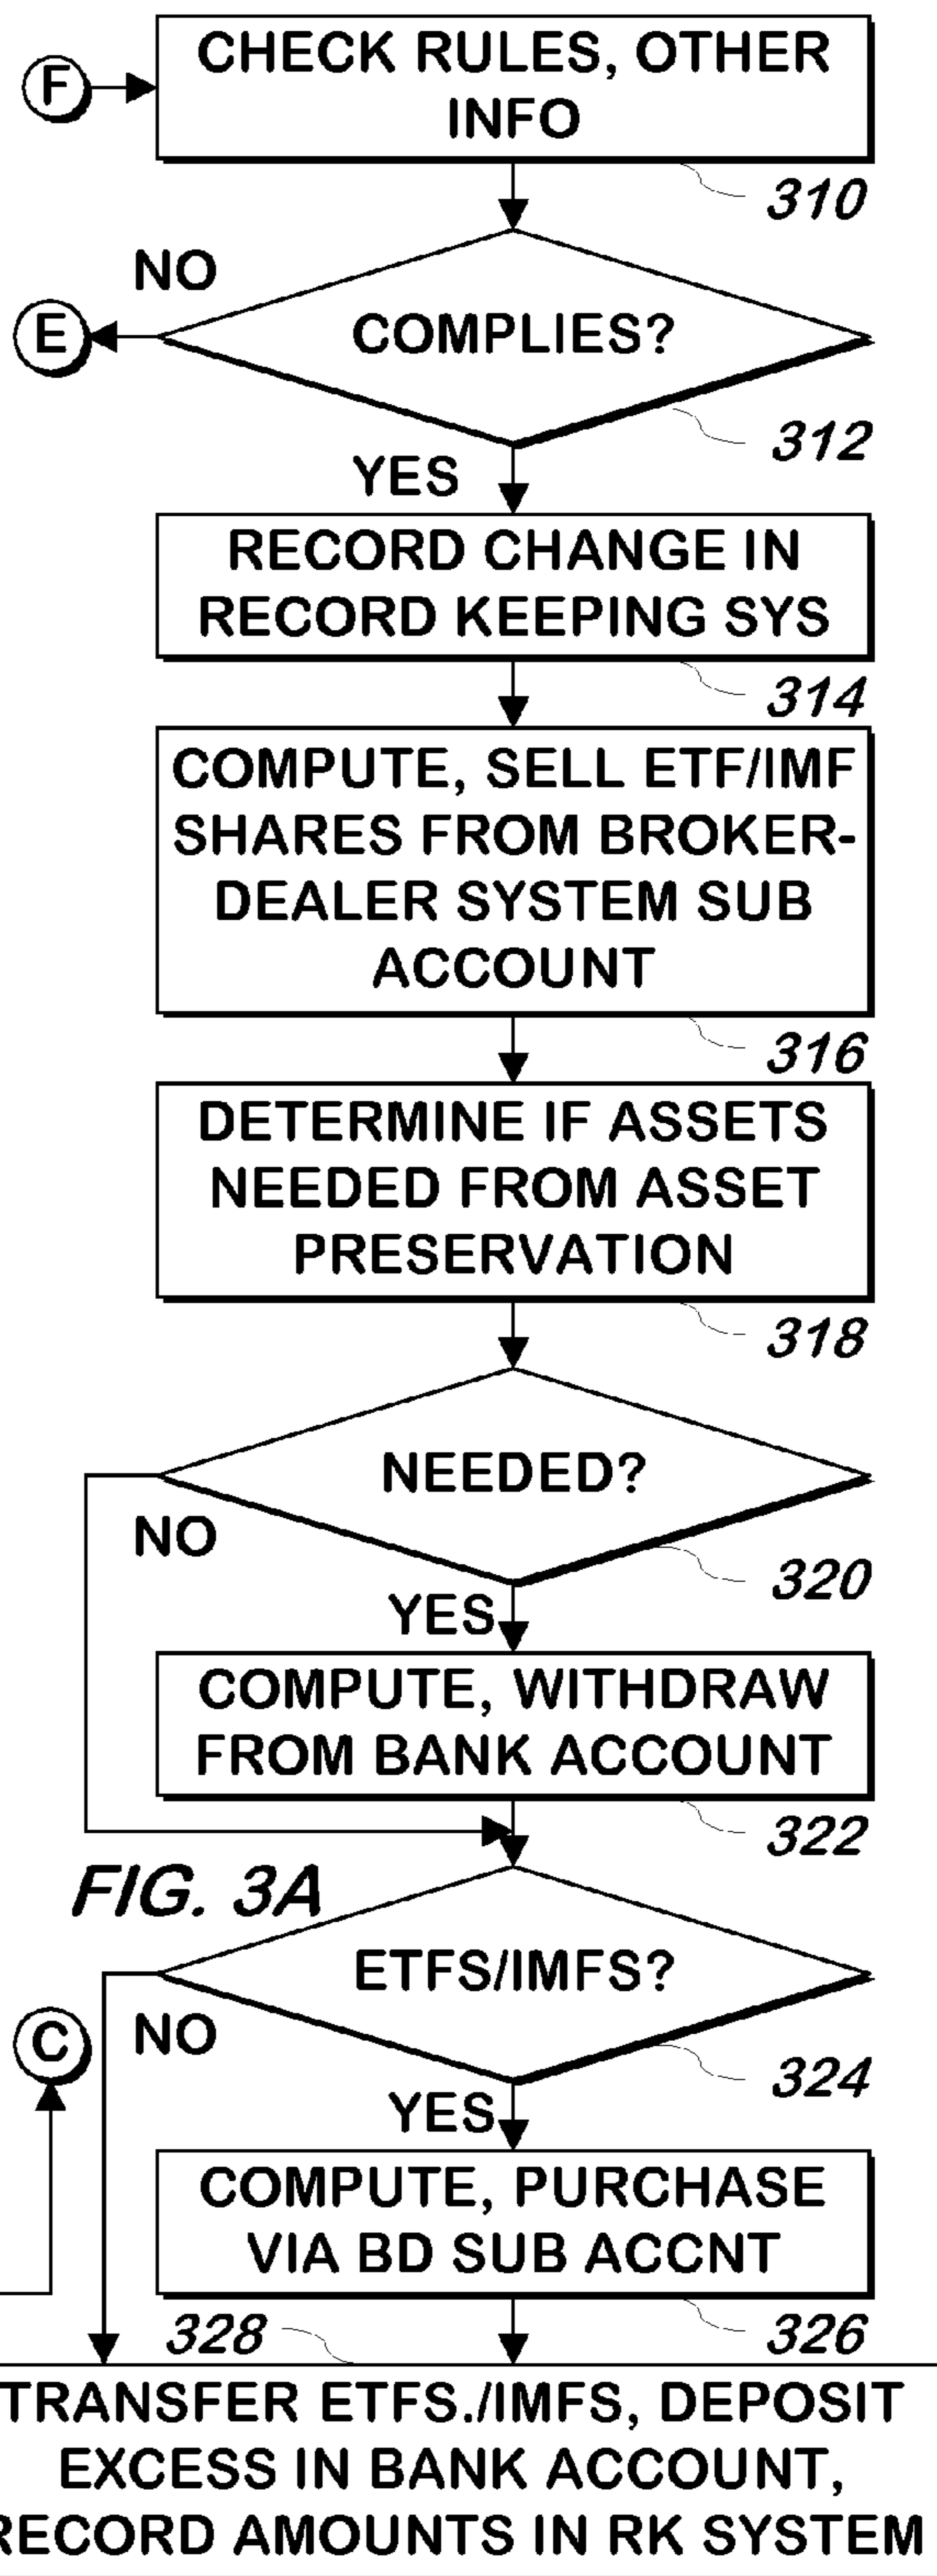 F
CHECK RULES, OTHER
INFO
310
NO
E
COMPLIES?
312
YES
RECORD CHANGE IN
RECORD KEEPING SYS
314
COMPUTE, SELL ETF/IMF
SHARES FROM BROKER-
DEALER SYSTEM SUB
ACCOUNT
316
DETERMINE IF ASSETS
NEEDED FROM ASSET
PRESERVATION
318
NEEDED?
NO
320
YES
COMPUTE, WITHDRAW
FROM BANK ACCOUNT
322
FIG. 3A
ETFS/IMFS?
C
NO
324
YES
COMPUTE, PURCHASE
VIA BD SUB ACCNT
326
328
TRANSFER ETFS./IMFS, DEPOSIT
EXCESS IN BANK ACCOUNT,
RECORD AMOUNTS IN RK SYSTEM